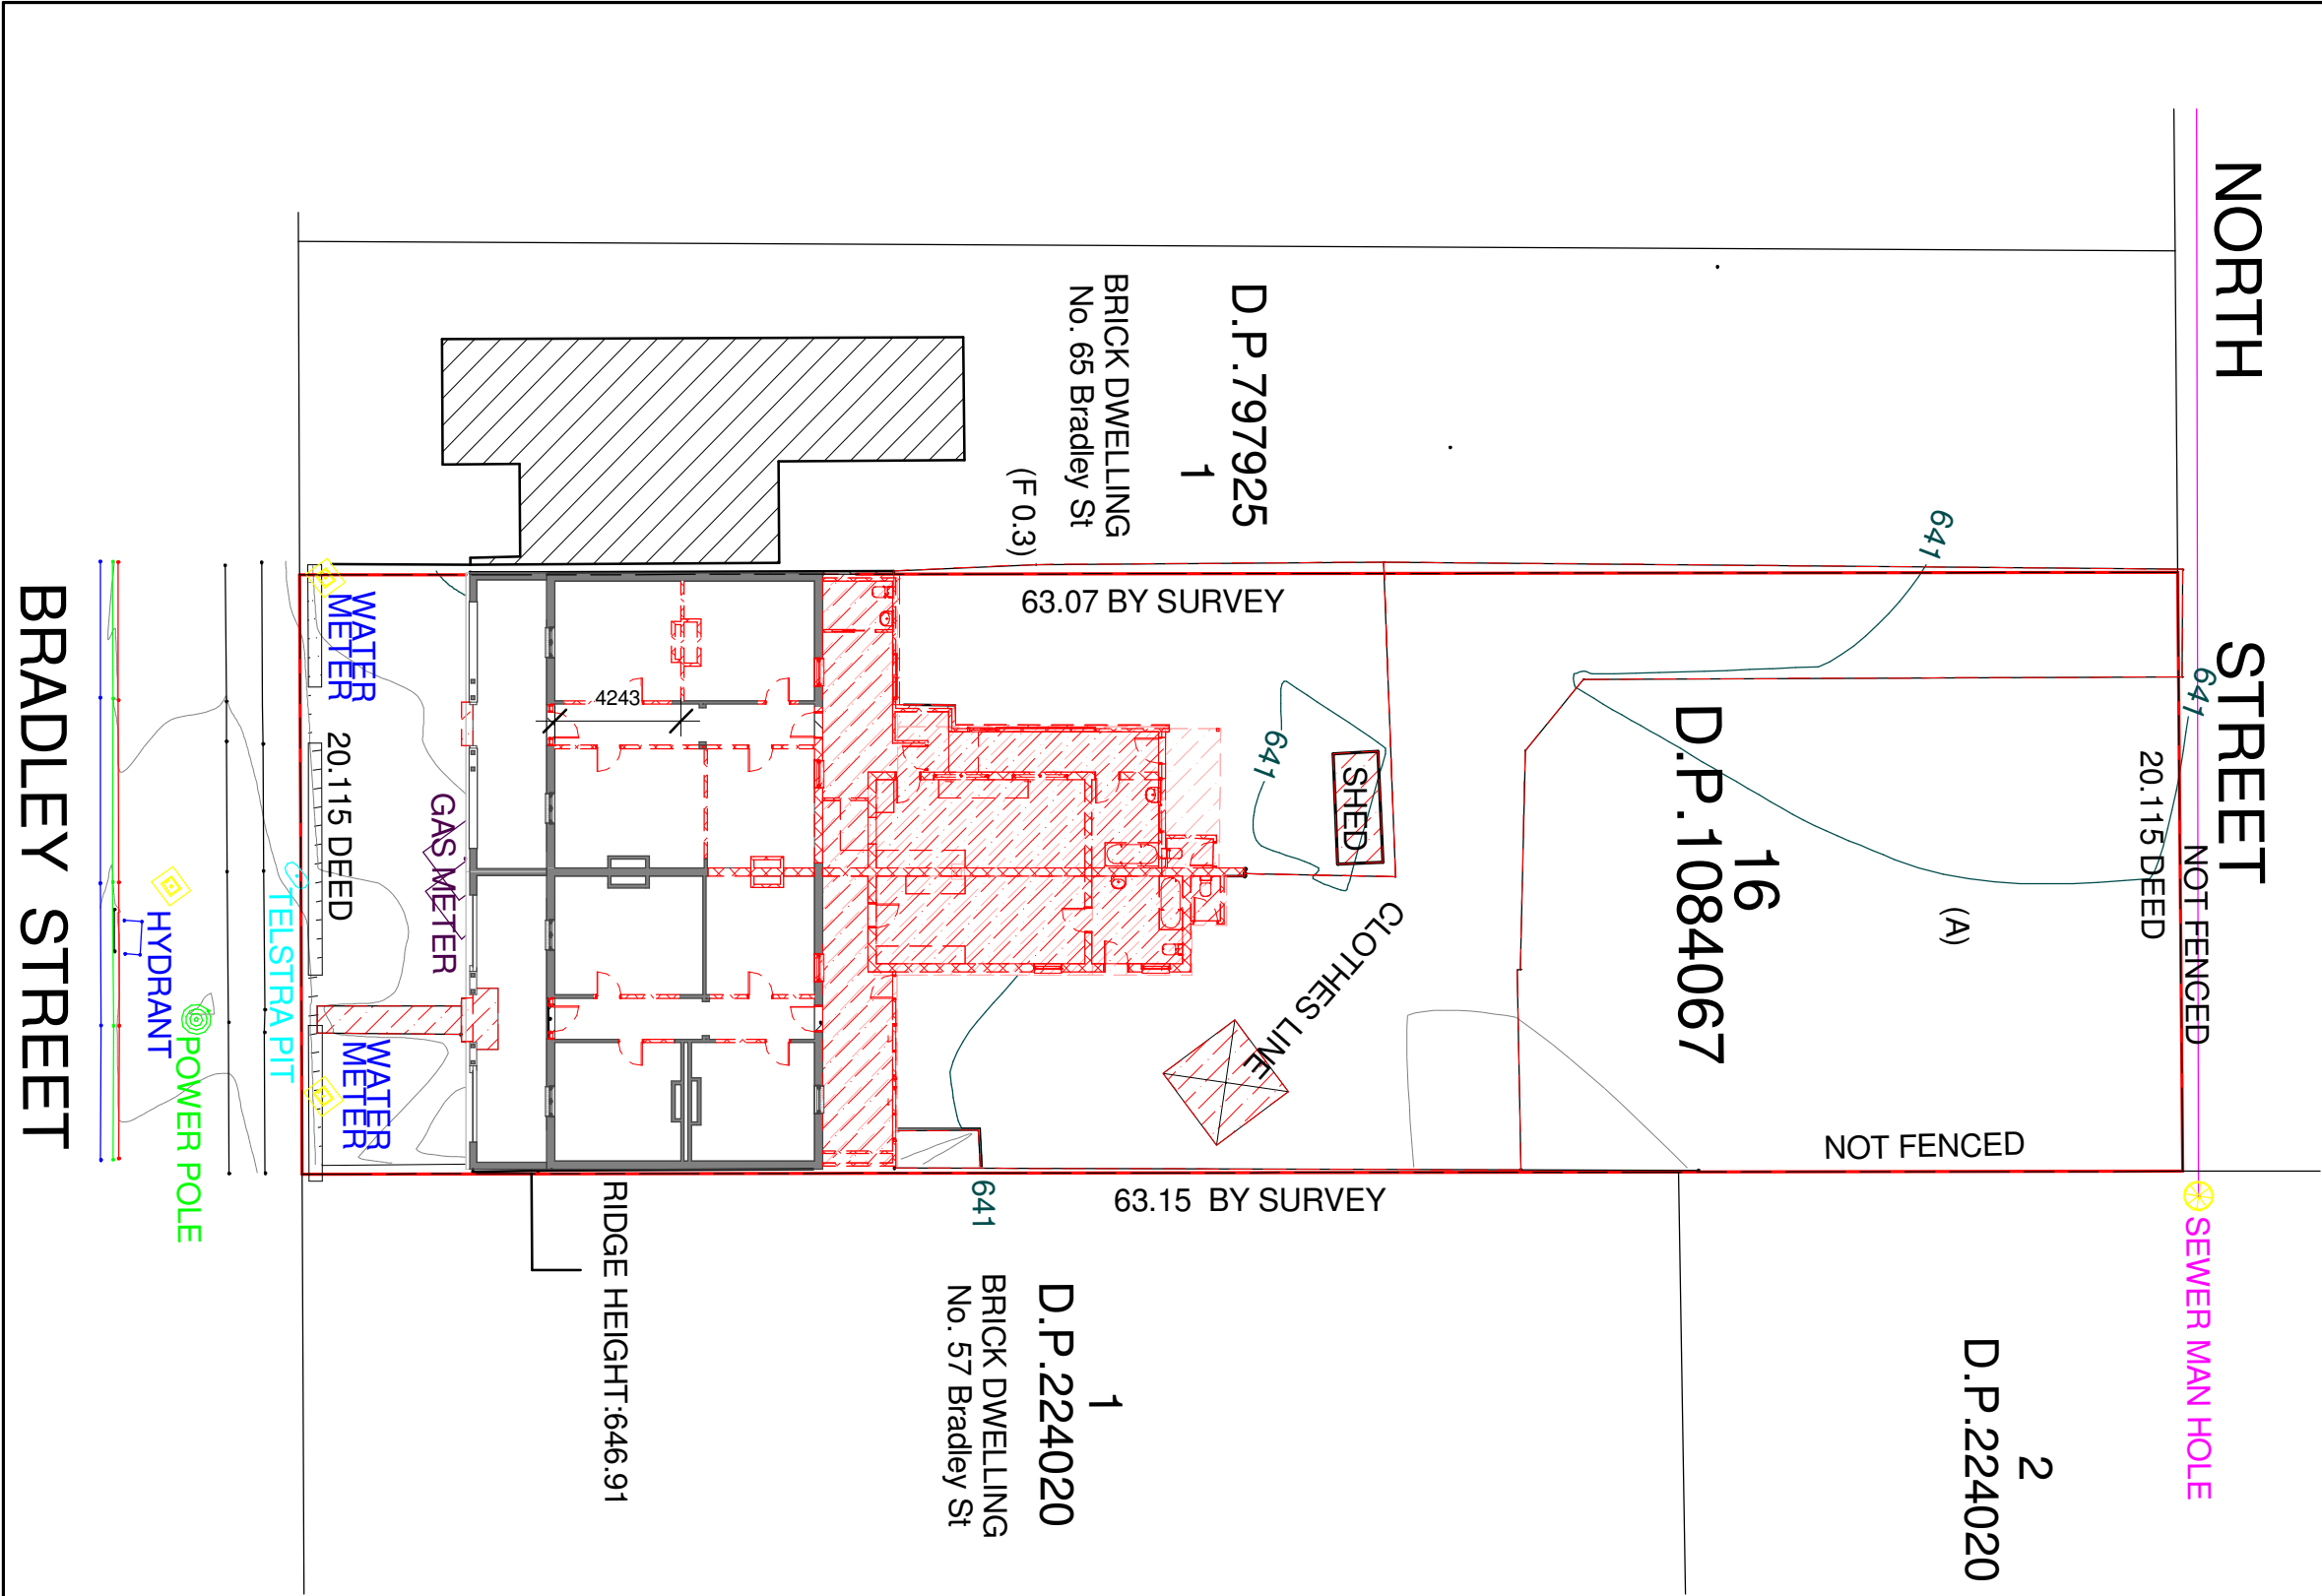 NORTH STREET
SEWER MAN HOLE
NOT FENCED
20.115 DEED
2
D.P.224020
641
641
(A)
NOT FENCED
16
D.P.1084067
SHED
CLOTHES LINE
641
D.P.797925
1
BRICK DWELLING
No. 65 Bradley St
(F 0.3)
63.07 BY SURVEY
63.15 BY SURVEY
1
D.P.224020
BRICK DWELLING
No. 57 Bradley St
641
4243
RIDGE HEIGHT:646.91
GAS METER
WATER
METER
20.115 DEED
WATER
METER
TELSTRA PIT
POWER POLE
HYDRANT
BRADLEY STREET